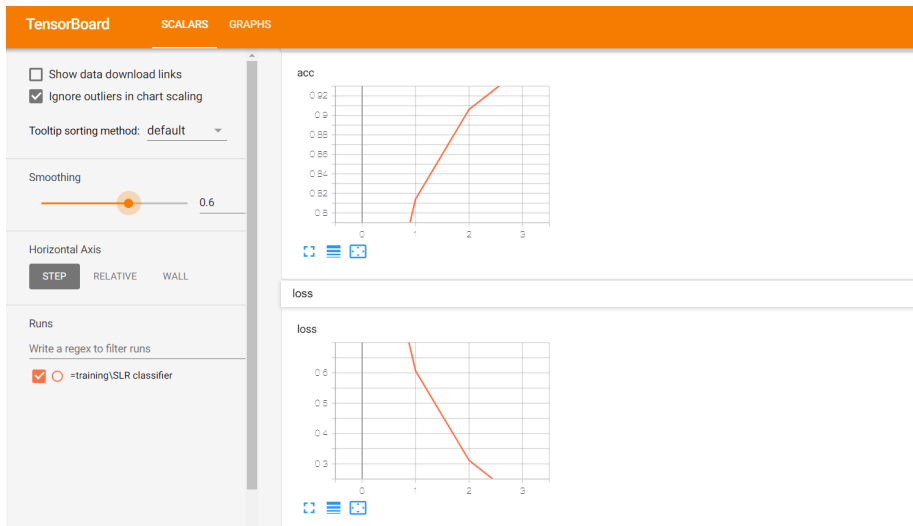 TensorBoard SCALARS GRAPHS
Show data download links
Ignore outliers in chart scaling
Tooltip sorting method: default
Smoothing
0.6
Horizontal Axis
STEP RELATIVE WALL
Runs
Write a regex to filter runs
=training\SLR classifier
acc
0.92
0.9
0.88
0.86
0.84
0.82
0.8
0 1 2 3
loss
loss
0.6
0.5
0.4
0.3
0 1 2 3